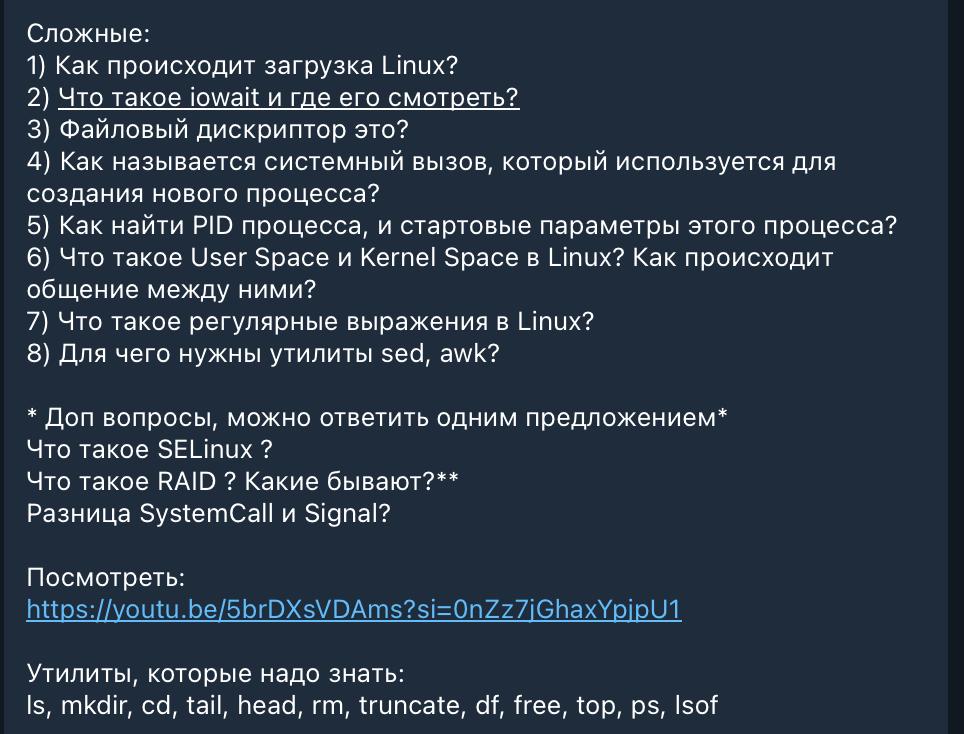 Сложные:
1) Как происходит загрузка Linux?
2) Что такое iowait и где его смотреть?
3) Файловый дискриптор это?
4) Как называется системный вызов, который используется для
создания нового процесса?
5) Как найти PID процесса, и стартовые параметры этого процесса?
6) Что такое User Space и Kernel Space в Linux? Как происходит
общение между ними?
7) Что такое регулярные выражения в Linux?
8) Для чего нужны утилиты sed, awk?
* Доп вопросы, можно ответить одним предложением*
Что такое SELinux ?
Что такое RAID ? Какие бывают?**
Разница SystemCall и Signal?
Посмотреть:
https://youtu.be/5brDXsVDAms?si=0nZz7jGhaxYpjpU1
Утилиты, которые надо знать:
ls, mkdir, cd, tail, head, rm, truncate, df, free, top, ps, lsof